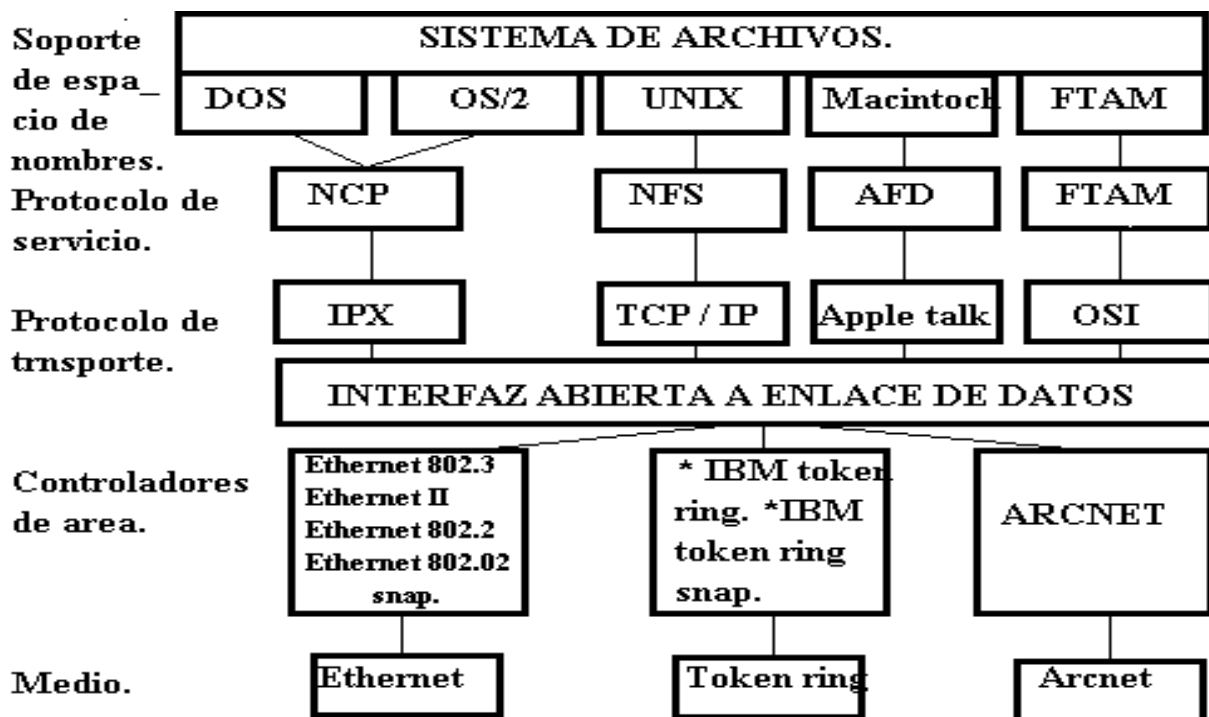 Soporte
de espa_
cio de
nombres.
SISTEMA DE ARCHIVOS.
DOS OS/2 UNIX Macintock FTAM
Protocolo de
servicio.
NCP NFS AFD FTAM
Protocolo de
trnsporte.
IPX TCP / IP Apple talk OSI
INTERFAZ ABIERTA A ENLACE DE DATOS
Controladores
de area.
Ethernet 802.3
Ethernet II
Ethernet 802.2
Ethernet 802.02
snap.
* IBM token
ring. *IBM
token ring
snap.
ARCNET
Medio.
Ethernet Token ring Arcnet